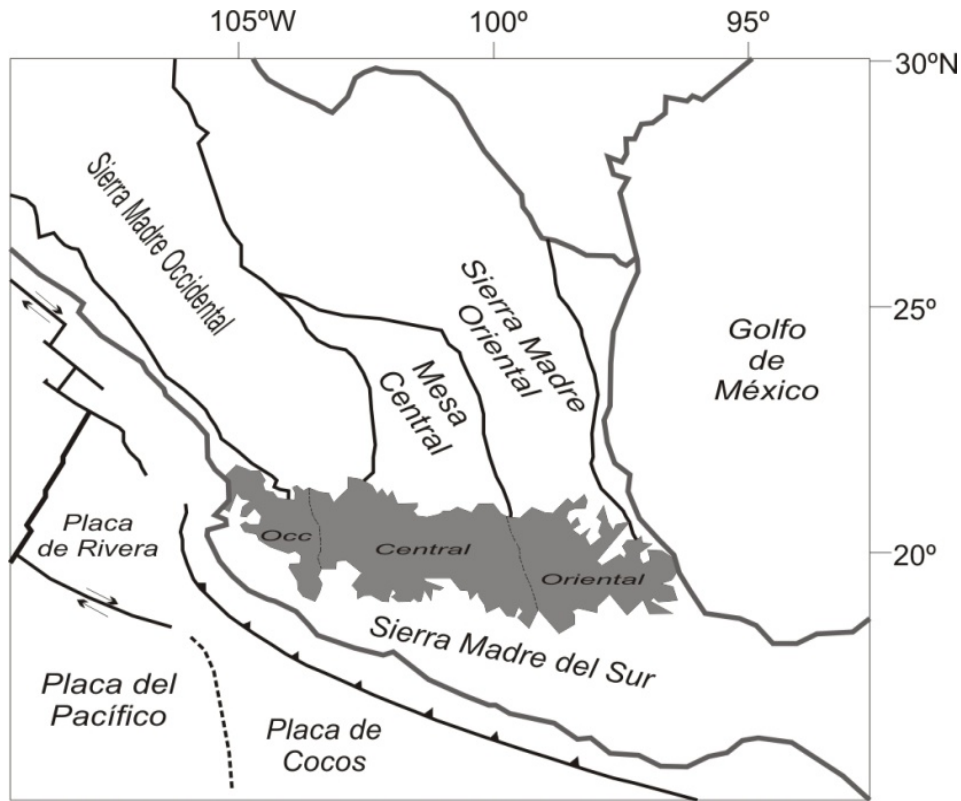 105ºW
100º
95º
30ºN
Sierra Madre Occidental
Sierra Madre
Oriental
25º
Golfo
de
México
Mesa
Central
Placa
de Rivera
Occ
Central
Oriental
20º
Sierra Madre del Sur
Placa del
Pacífico
Placa de
Cocos